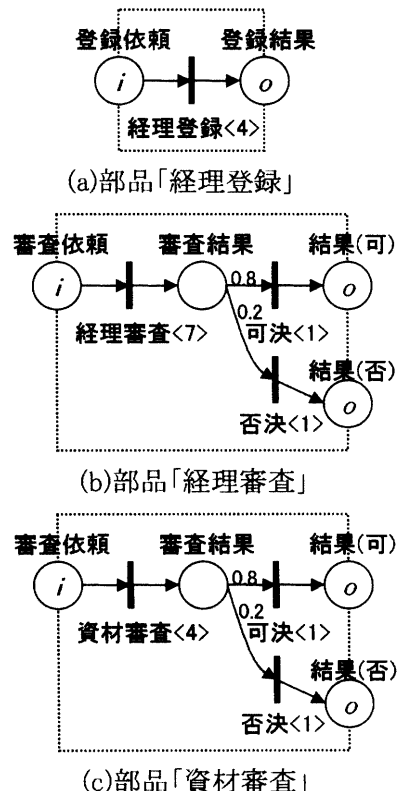 登録依頼 登録結果
i o
経理登録<4>
(a)部品「経理登録」
審査依頼 審査結果 結果(可)
i 0.8 o
0.2
経理審査<7> 可決<1>
結果(否)
o
否決<1>
(b)部品「経理審査」
審査依頼 審査結果 結果(可)
i 0.8 o
0.2
資材審査<4> 可決<1>
結果(否)
o
否決<1>
(c)部品「資材審査」